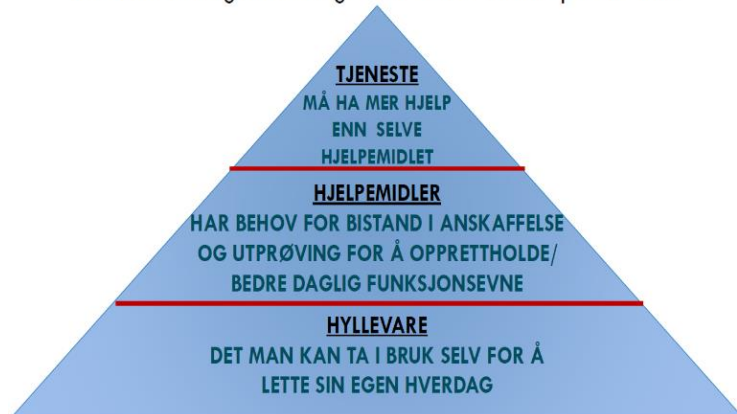 TJENESTE
MÅ HA MER HJELP
ENN SELVE
HJELPEMIDLET
HJELPEMIDLER
HAR BEHOV FOR BISTAND I ANSKAFFELSE
OG UTPRØVING FOR Å OPPRETTHOLDE/
BEDRE DAGLIG FUNKSJONSEVNE
HYLLEVARE
DET MAN KAN TA I BRUK SELV FOR Å
LETTE SIN EGEN HVERDAG